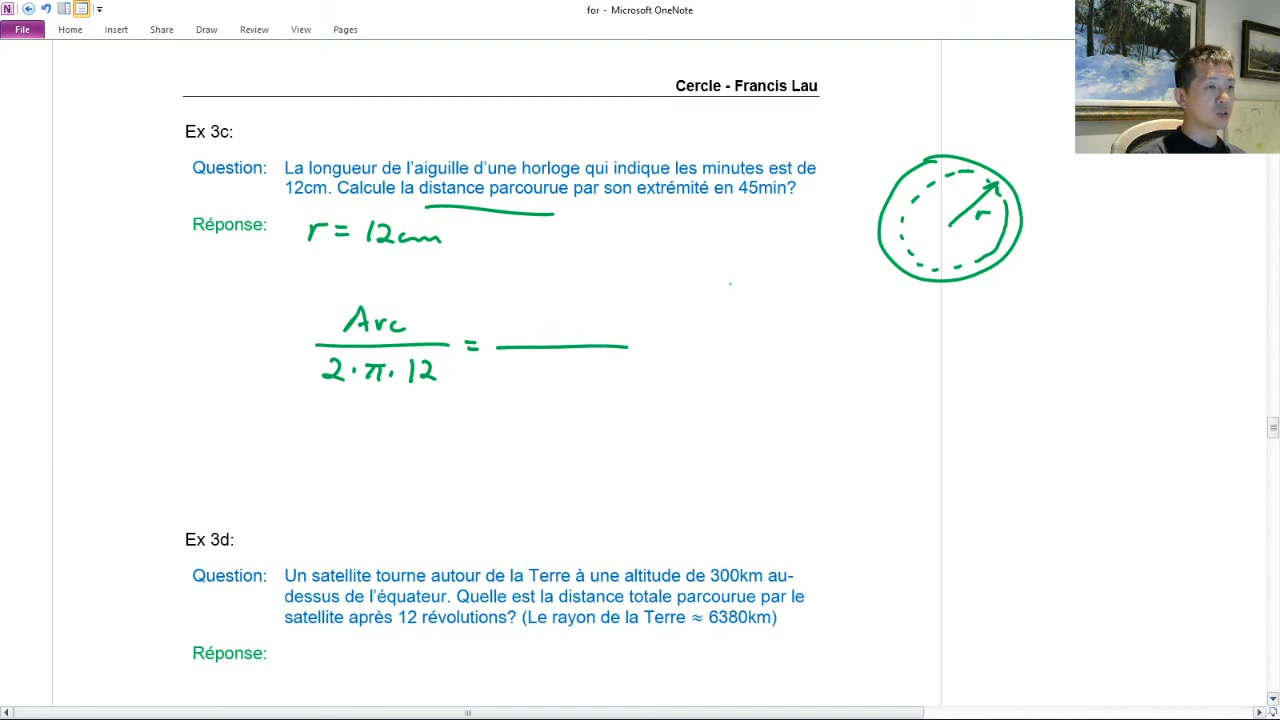 for - Microsoft OneNote
File Home Insert Share Draw Review View Pages
Cercle - Francis Lau
Ex 3c:
Question: La longueur de l'aiguille d'une horloge qui indique les minutes est de
12cm. Calcule la distance parcourue par son extrémité en 45min?
Réponse: r = 12cm
r
Arc
=
2·π·12
Ex 3d:
Question: Un satellite tourne autour de la Terre à une altitude de 300km au-
dessus de l'équateur. Quelle est la distance totale parcourue par le
satellite après 12 révolutions? (Le rayon de la Terre ≈ 6380km)
Réponse: